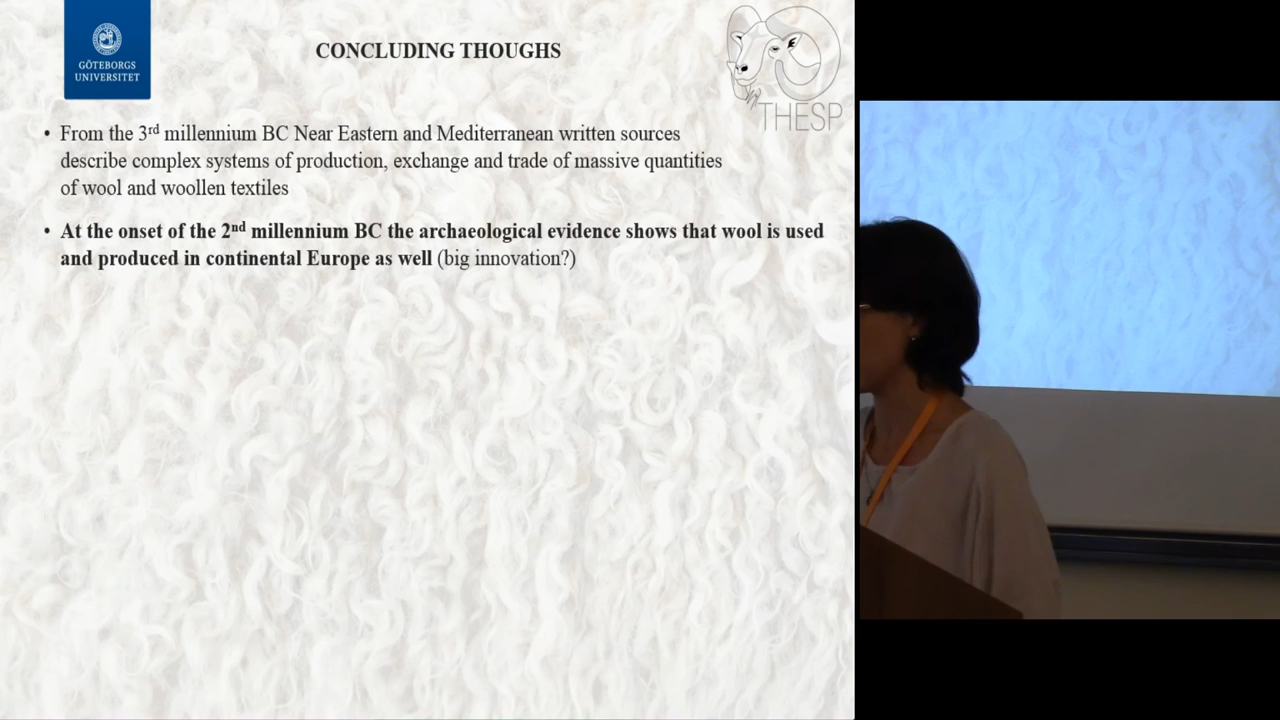 GÖTEBORGS
UNIVERSITET
CONCLUDING THOUGHS
THESP
• From the 3rd millennium BC Near Eastern and Mediterranean written sources
describe complex systems of production, exchange and trade of massive quantities
of wool and woollen textiles
• At the onset of the 2nd millennium BC the archaeological evidence shows that wool is used
and produced in continental Europe as well (big innovation?)